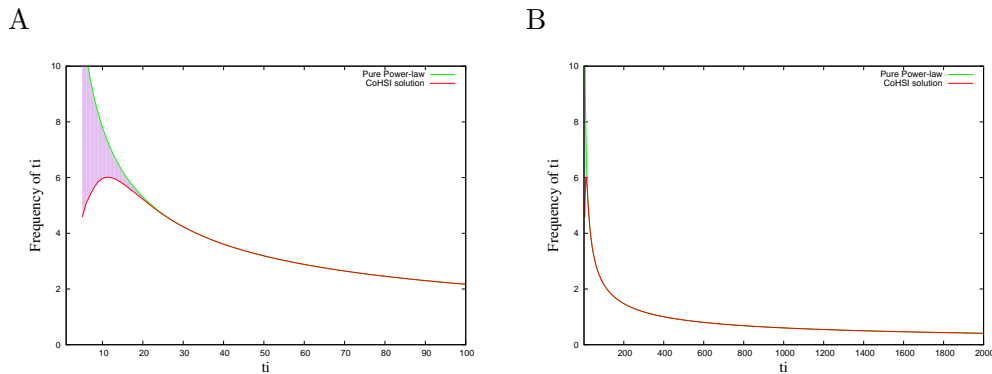 A
Frequency of ti
10
8
6
4
2
0
Pure Power-law
CoHSI solution
10 20 30 40 50 60 70 80 90 100
ti
B
Frequency of ti
10
8
6
4
2
0
Pure Power-law
CoHSI solution
200 400 600 800 1000 1200 1400 1600 1800 2000
ti